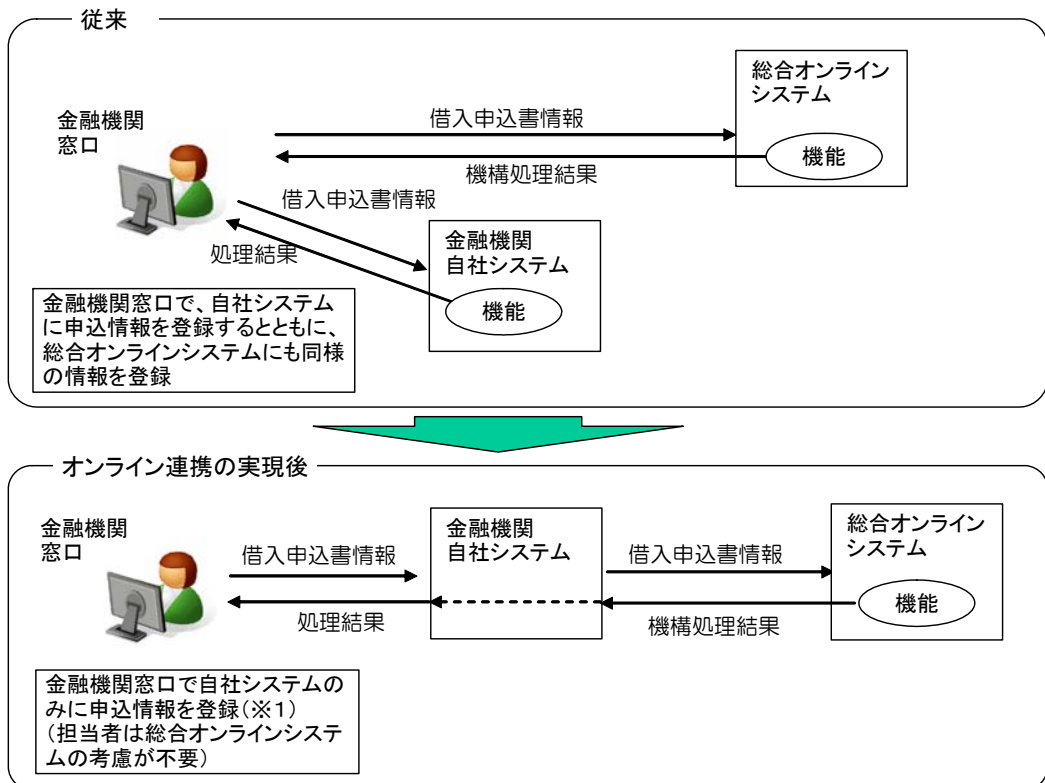 従来
総合オンライン
システム
金融機関
窓口
借入申込書情報
機能
機構処理結果
借入申込書情報
金融機関
自社システム
処理結果
機能
金融機関窓口で、自社システム
に申込情報を登録するとともに、
総合オンラインシステムにも同様
の情報を登録
オンライン連携の実現後
金融機関
窓口
金融機関
自社システム
総合オンライン
システム
借入申込書情報
借入申込書情報
機能
処理結果
機構処理結果
金融機関窓口で自社システムの
みに申込情報を登録(※1)
(担当者は総合オンラインシステ
ムの考慮が不要)